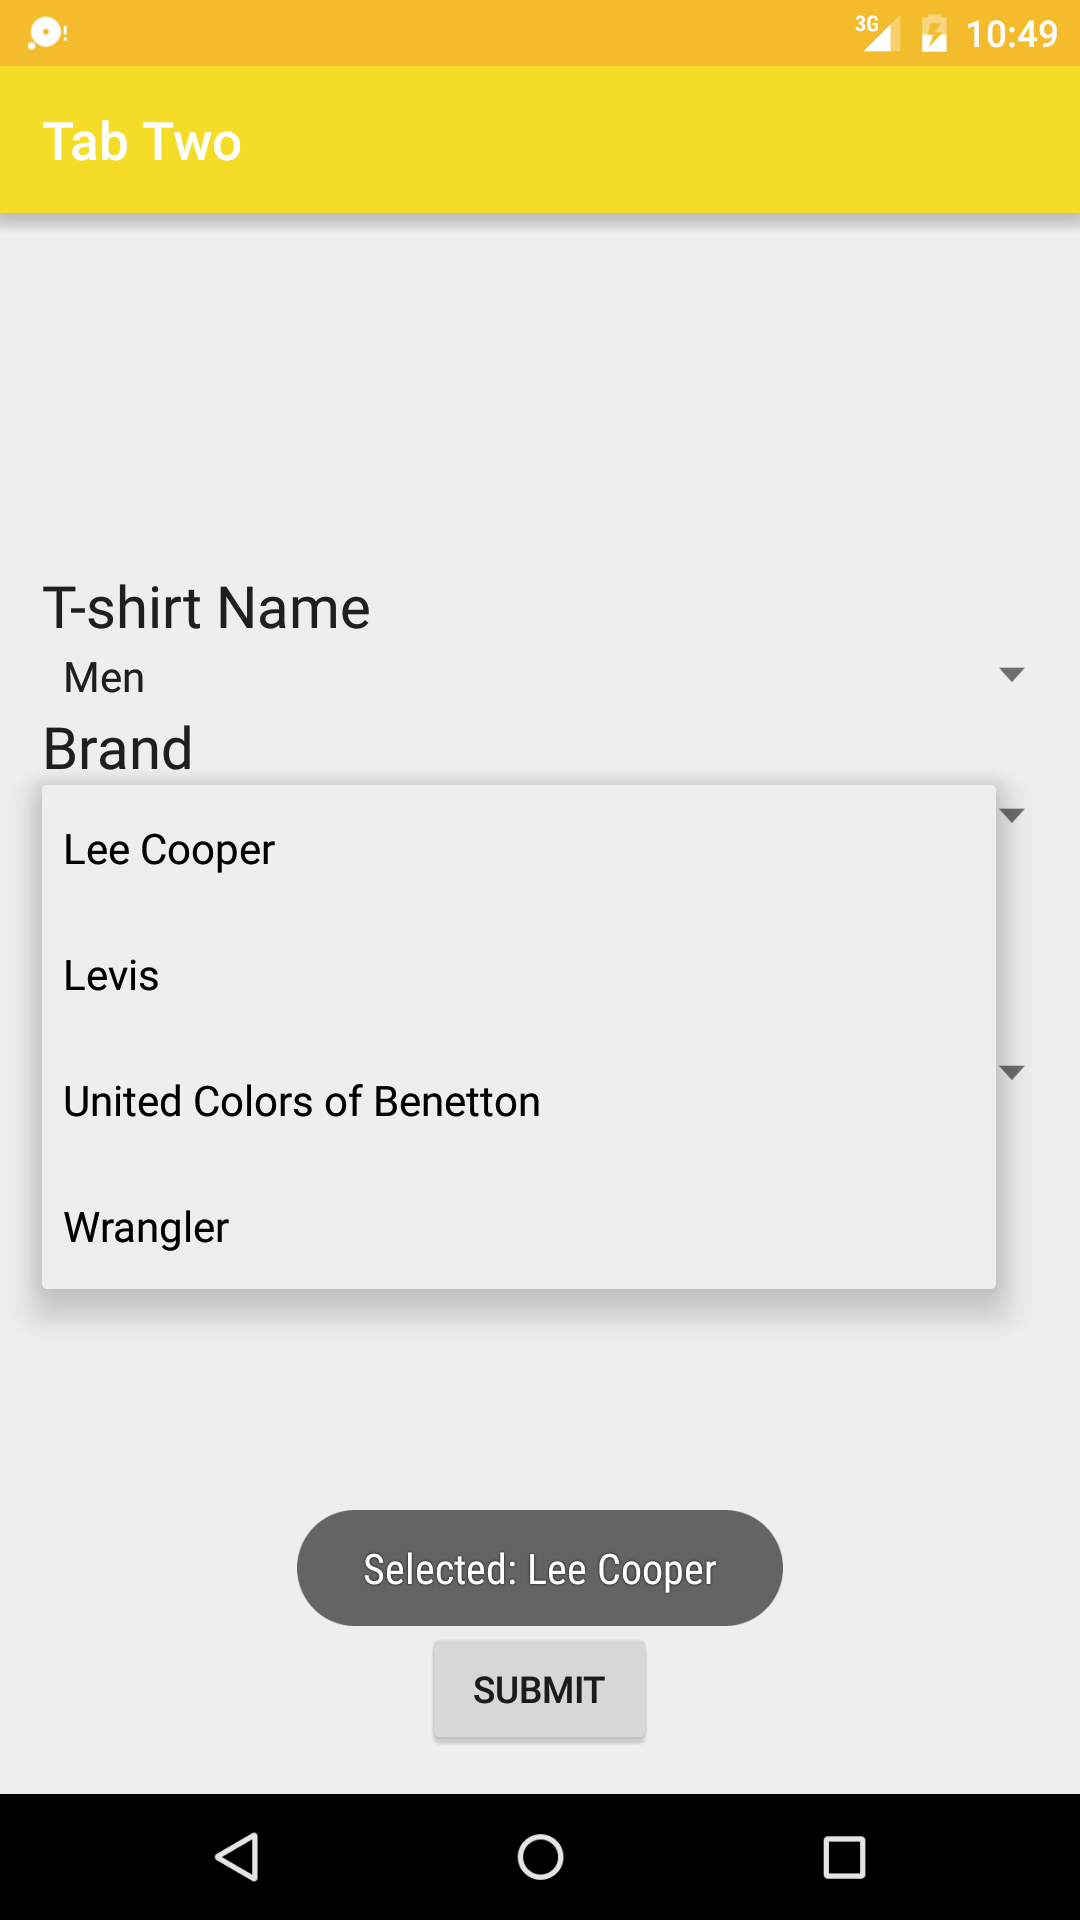 3G 10:49
Tab Two
T-shirt Name
Men
Brand
Lee Cooper
Levis
United Colors of Benetton
Wrangler
Selected: Lee Cooper
SUBMIT